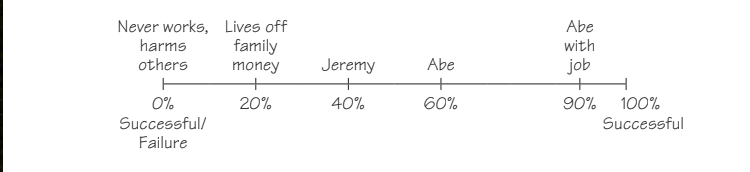 Never works, Lives off Abe
harms family with
others money Jeremy Abe job
0% 20% 40% 60% 90% 100%
Successful/ Successful
Failure